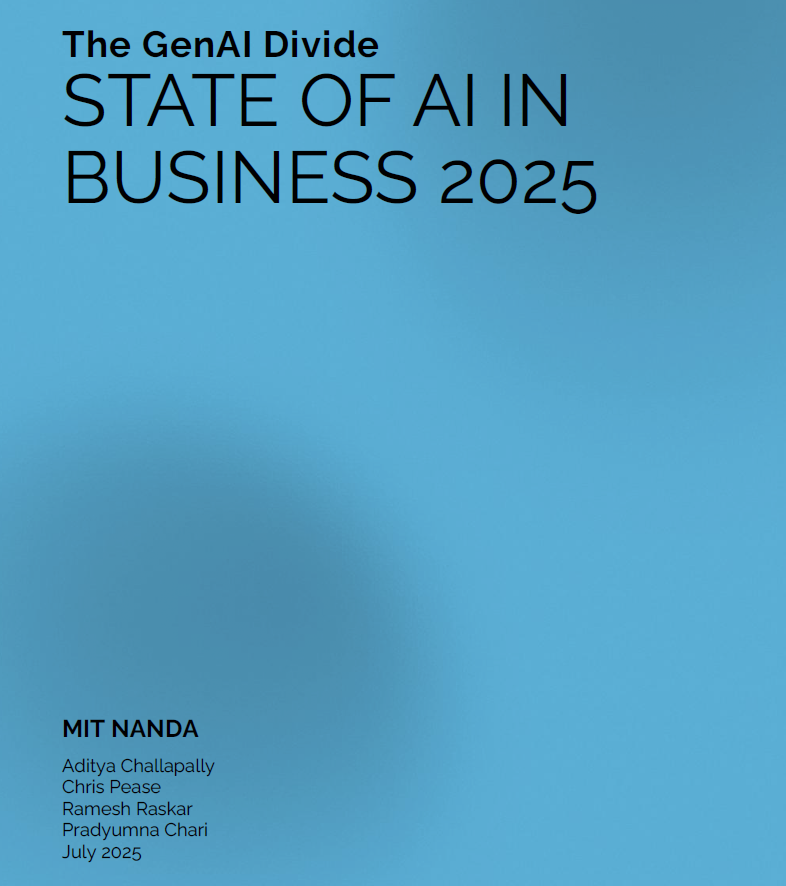 The GenAI Divide
STATE OF AI IN
BUSINESS 2025
MIT NANDA
Aditya Challapally
Chris Pease
Ramesh Raskar
Pradyumna Chari
July 2025